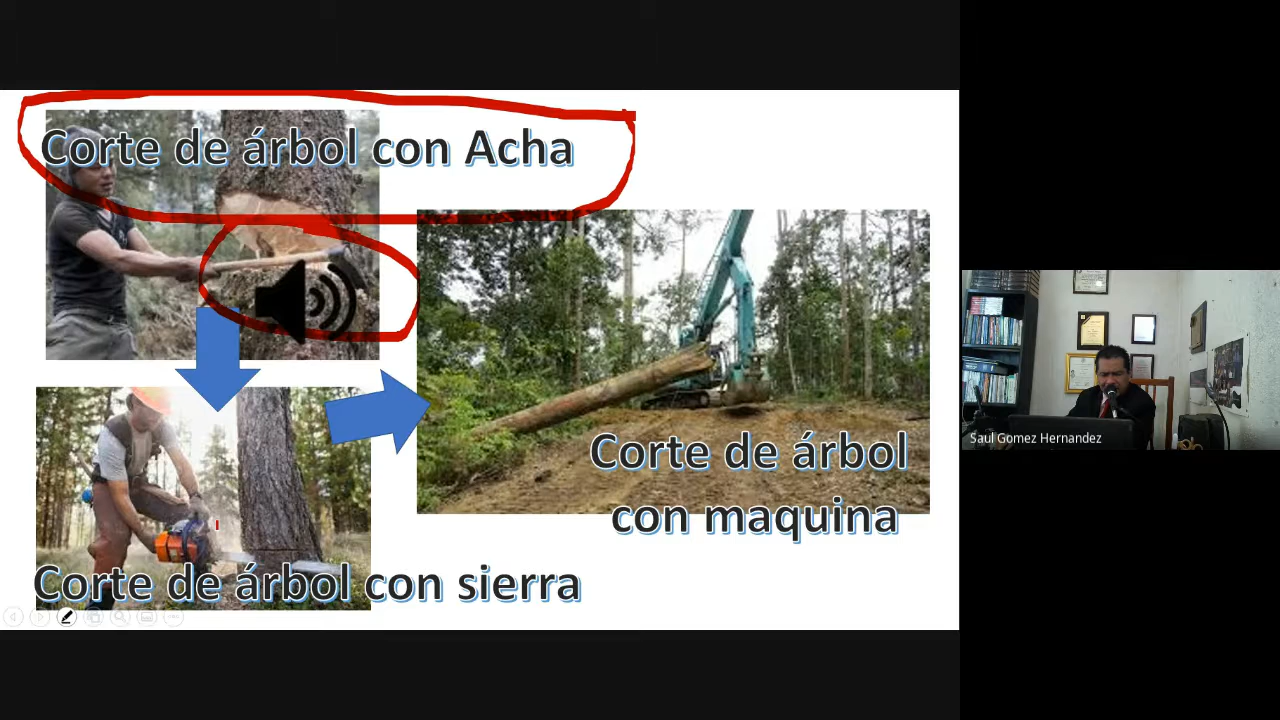 Corte de árbol con Acha
Corte de árbol
con maquina
Corte de árbol con sierra
Saul Gomez Hernandez